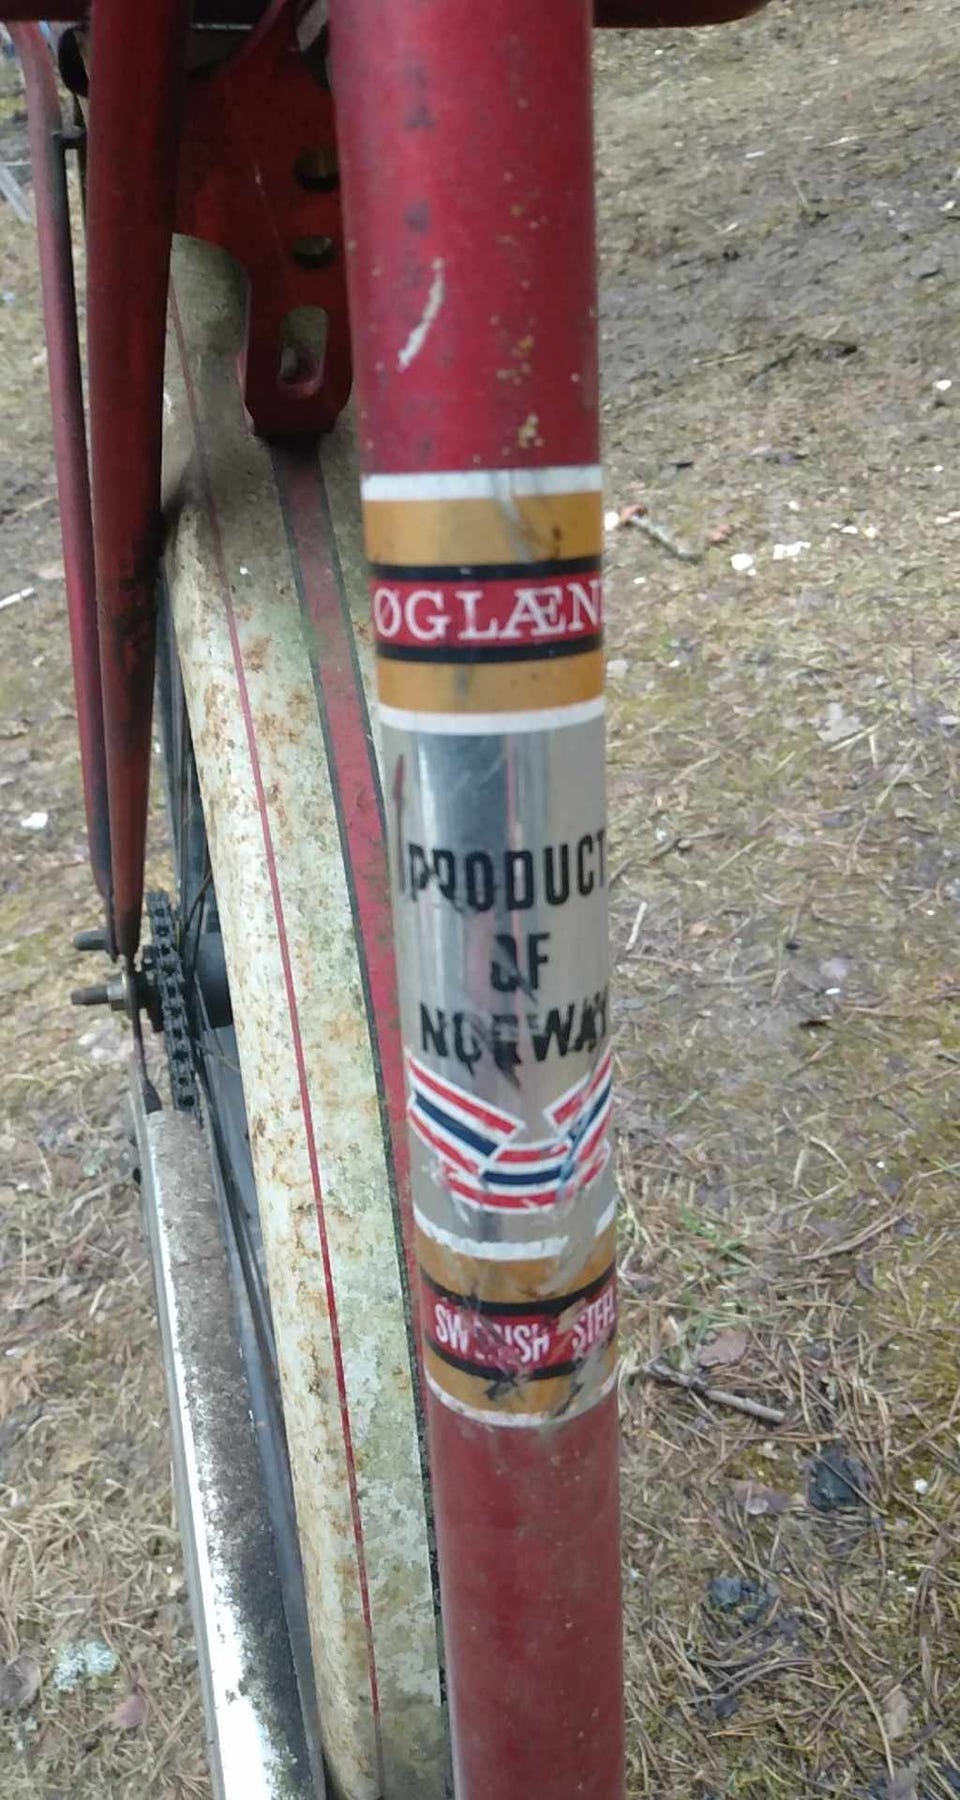 ØGLÆN
PRODUCT
OF
NORWAY
SWEDISH STEEL